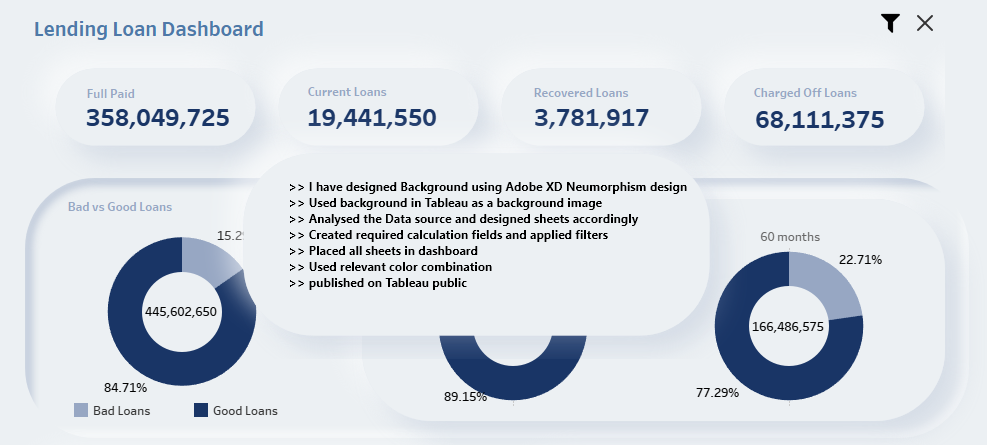 Lending Loan Dashboard
Full Paid
358,049,725
Current Loans
19,441,550
Recovered Loans
3,781,917
Charged Off Loans
68,111,375
>> I have designed Background using Adobe XD Neumorphism design
>> Used background in Tableau as a background image
>> Analysed the Data source and designed sheets accordingly
>> Created required calculation fields and applied filters
>> Placed all sheets in dashboard
>> Used relevant color combination
>> published on Tableau public
Bad vs Good Loans
15.2
445,602,650
84.71%
Bad Loans
Good Loans
89.15%
60 months
22.71%
166,486,575
77.29%